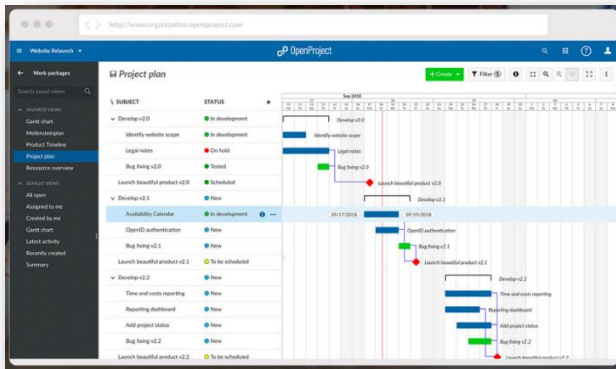 http://www.organization.openproject.com
Website Relaunch
OpenProject
Work packages
Project plan
+ Create
Filter
Search saved views
SUBJECT
STATUS
Sep 2018
FAVORITE VIEWS
Gantt chart
Meilensteinplan
Product Timeline
Project plan
Ressource overview
DEFAULT VIEWS
All open
Assigned to me
Created by me
Gantt chart
Latest activity
Recently created
Summary
Develop v2.0
In development
Develop v2.0
Identify website scope
In development
Identify website scope
Legal notes
On hold
Legal notes
Bug fixing v2.0
Tested
Bug fixing v2.0
Launch beautiful product v2.0
Scheduled
Launch beautiful product v2.0
Develop v2.1
New
Develop v2.1
Availability Calendar
In development
09/17/2018
09/19/2018
OpenID authentication
New
OpenID authentication
Bug fixing v2.1
New
Bug fixing v2.1
Launch beautiful product v2.1
To be scheduled
Launch beautiful product v2.1
Develop v2.2
New
Develop v2.2
Time and costs reporting
New
Time and costs reporting
Reporting dashboard
New
Reporting dashboard
Add project status
New
Add project status
Bug fixing v2.2
New
Bug fixing v2.2
Launch beautiful product v2.2
To be scheduled
Launch beautiful product v2.2